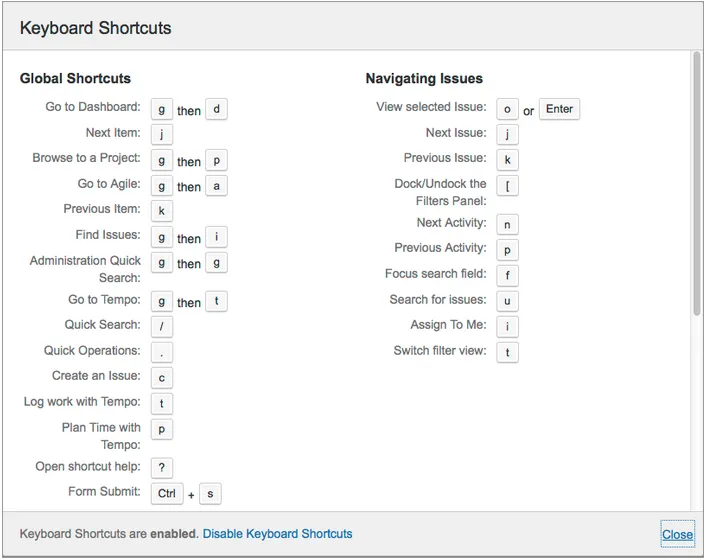 Keyboard Shortcuts
Global Shortcuts
Go to Dashboard: g then d
Next Item: j
Browse to a Project: g then p
Go to Agile: g then a
Previous Item: k
Find Issues: g then i
Administration Quick
Search: g then g
Go to Tempo: g then t
Quick Search: /
Quick Operations: .
Create an Issue: c
Log work with Tempo: t
Plan Time with
Tempo: p
Open shortcut help: ?
Form Submit: Ctrl + s
Navigating Issues
View selected Issue: o or Enter
Next Issue: j
Previous Issue: k
Dock/Undock the
Filters Panel: [
Next Activity: n
Previous Activity: p
Focus search field: f
Search for issues: u
Assign To Me: i
Switch filter view: t
Keyboard Shortcuts are enabled. Disable Keyboard Shortcuts
Close